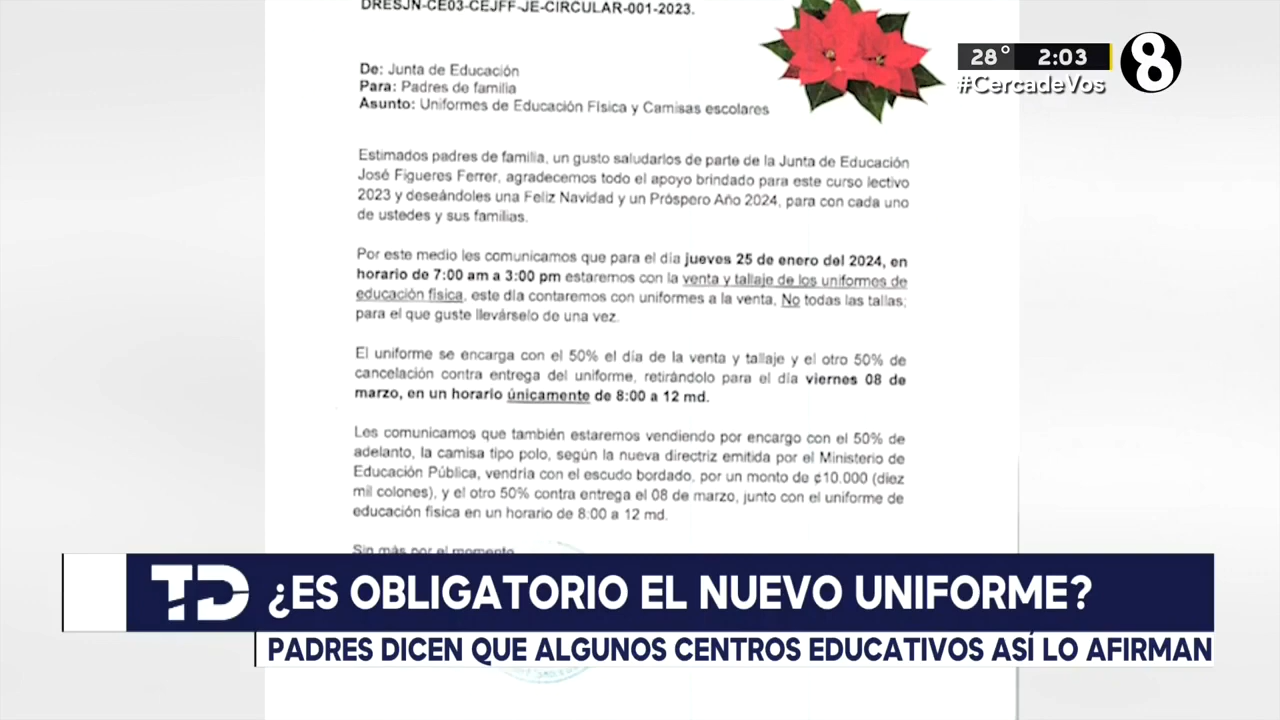 DRESJN-CE03-CEJFF-JE-CIRCULAR-001-2023.
28° 2:03
8
#CercadeVos
De: Junta de Educación
Para: Padres de familia
Asunto: Uniformes de Educación Física y Camisas escolares
Estimados padres de familia, un gusto saludarlos de parte de la Junta de Educación
José Figueres Ferrer, agradecemos todo el apoyo brindado para este curso lectivo
2023 y deseándoles una Feliz Navidad y un Próspero Año 2024, para con cada uno
de ustedes y sus familias.
Por este medio les comunicamos que para el día jueves 25 de enero del 2024, en
horario de 7:00 am a 3:00 pm estaremos con la venta y tallaje de los uniformes de
educación física, este día contaremos con uniformes a la venta, No todas las tallas;
para el que guste llevárselo de una vez.
El uniforme se encarga con el 50% el día de la venta y tallaje y el otro 50% de
cancelación contra entrega del uniforme, retirándolo para el día viernes 08 de
marzo, en un horario únicamente de 8:00 a 12 md.
Les comunicamos que también estaremos vendiendo por encargo con el 50% de
adelanto, la camisa tipo polo, según la nueva directriz emitida por el Ministerio de
Educación Pública, vendría con el escudo bordado, por un monto de ¢10.000 (diez
mil colones), y el otro 50% contra entrega el 08 de marzo, junto con el uniforme de
educación física en un horario de 8:00 a 12 md.
Sin más por el momento
TD ¿ES OBLIGATORIO EL NUEVO UNIFORME?
PADRES DICEN QUE ALGUNOS CENTROS EDUCATIVOS ASÍ LO AFIRMAN